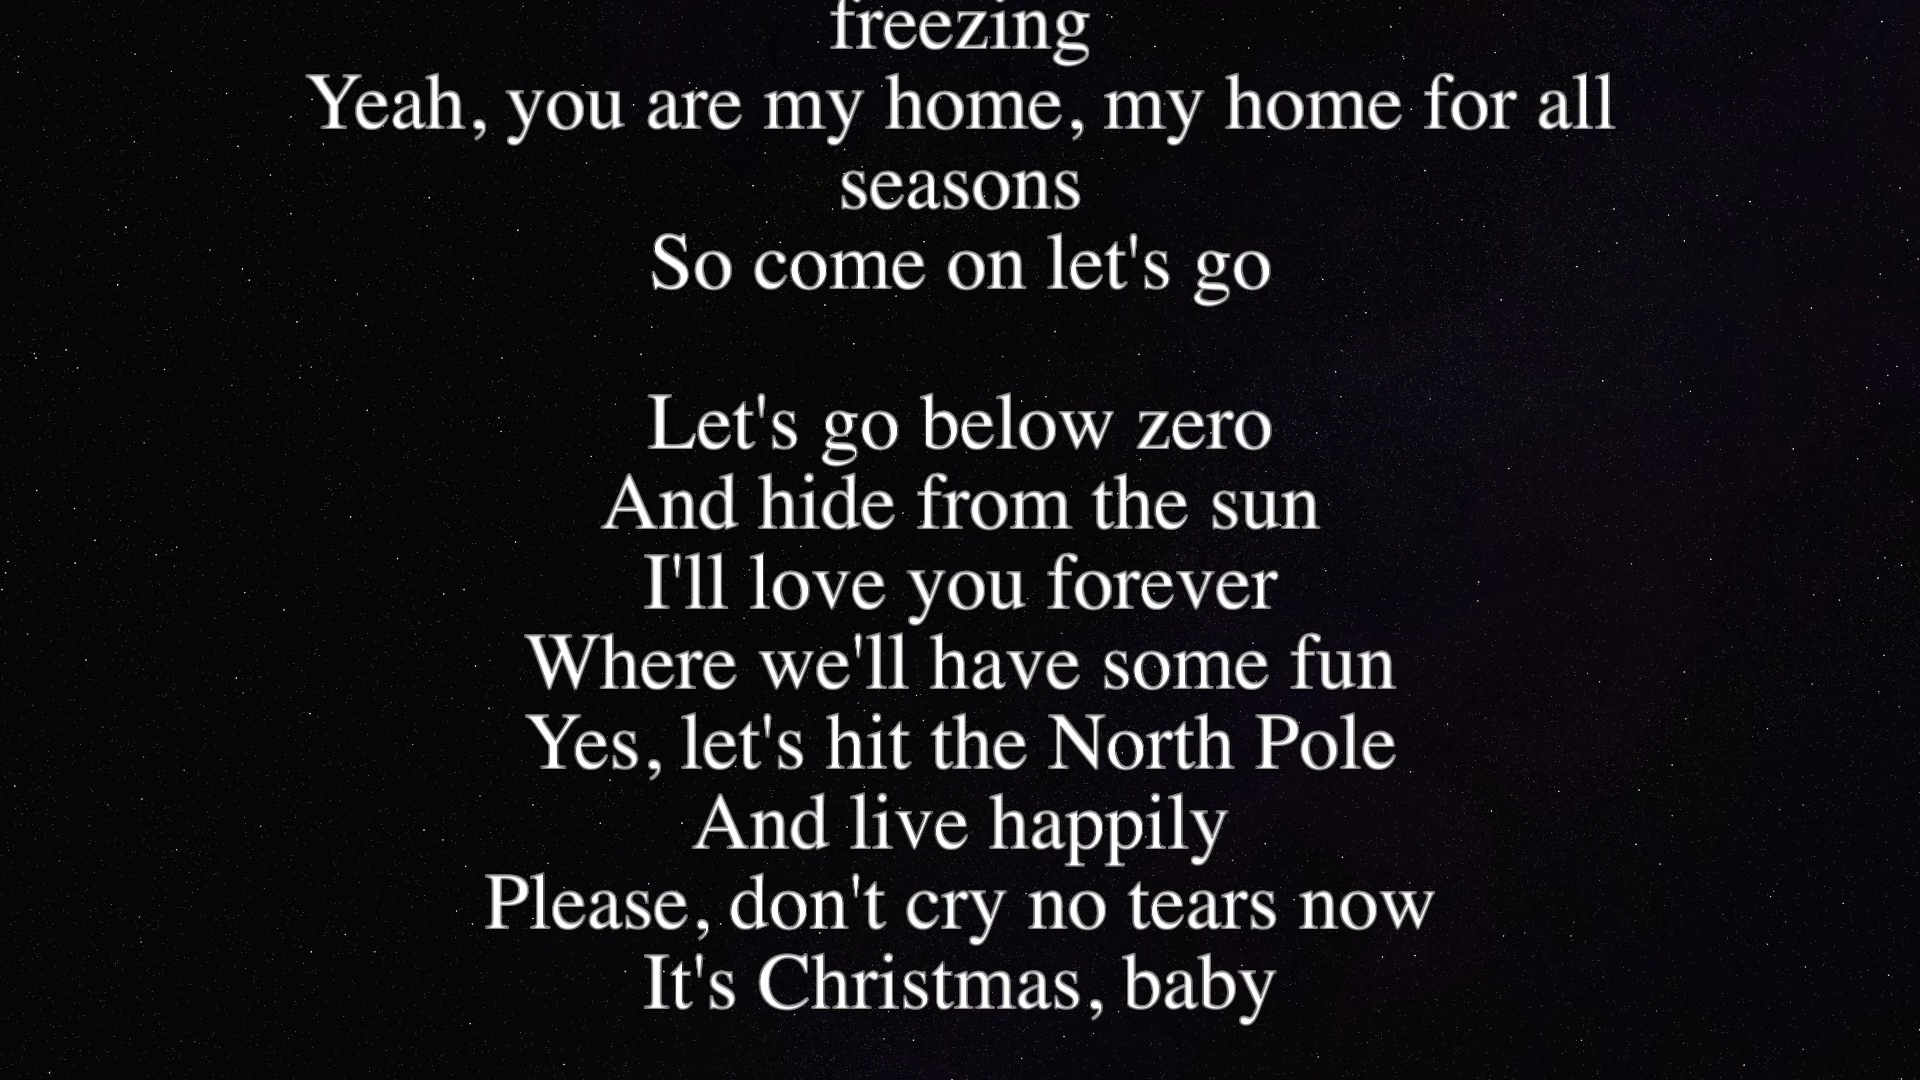 freezing
Yeah, you are my home, my home for all
seasons
So come on let's go
Let's go below zero
And hide from the sun
I'll love you forever
Where we'll have some fun
Yes, let's hit the North Pole
And live happily
Please, don't cry no tears now
It's Christmas, baby